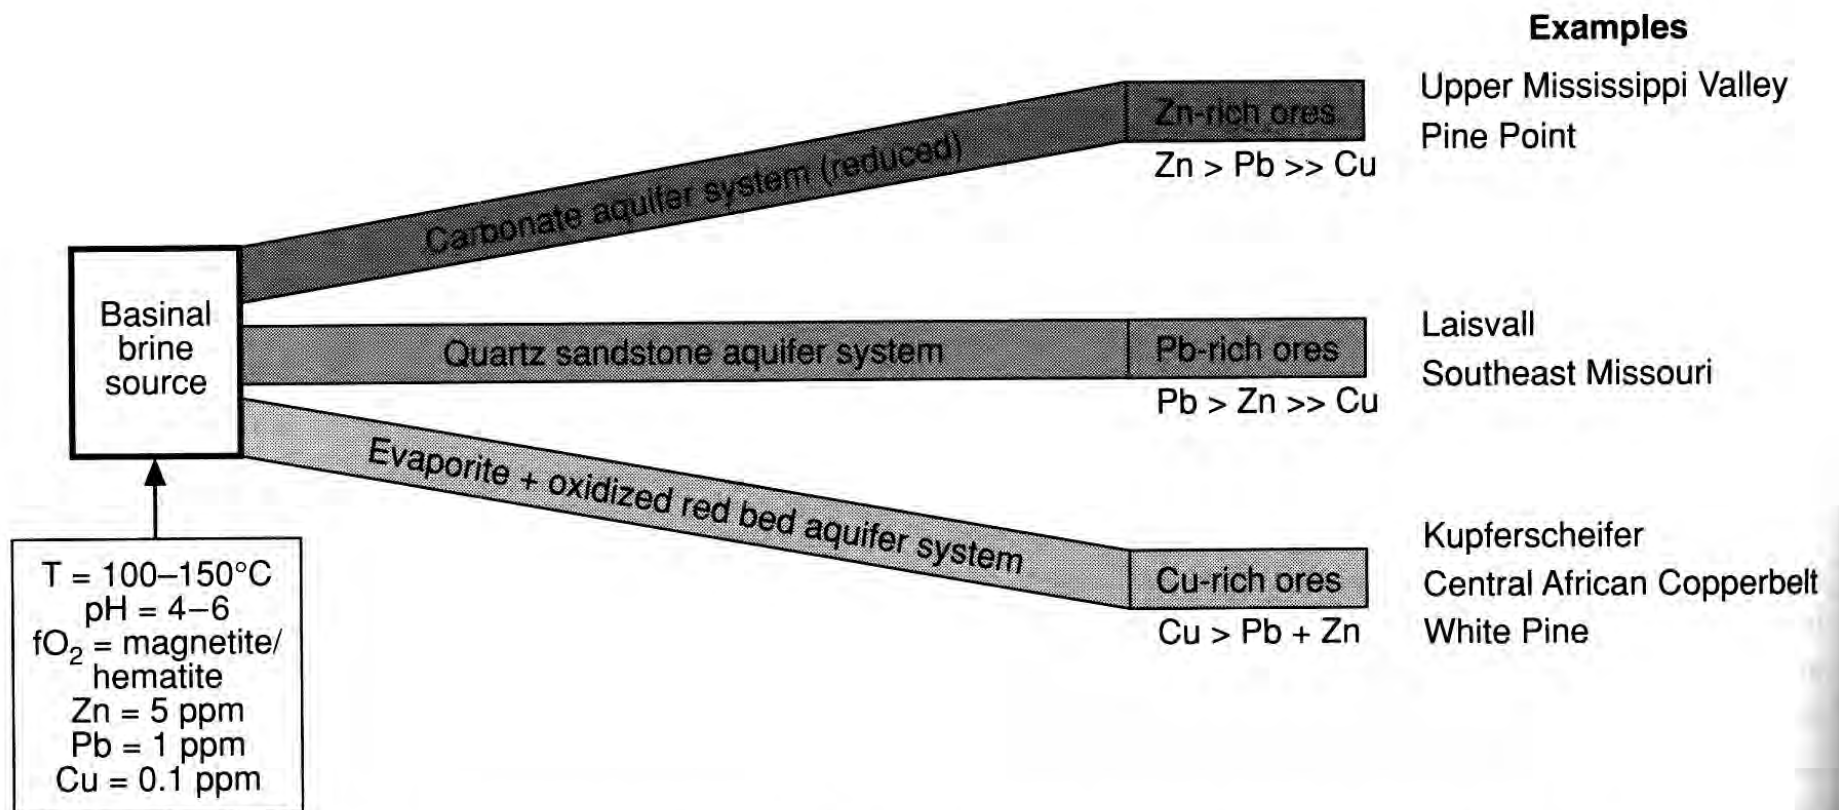 Examples
Upper Mississippi Valley
Pine Point
Zn-rich ores
Zn > Pb >> Cu
Carbonate aquifer system (reduced)
Basinal
brine
source
Quartz sandstone aquifer system
Pb-rich ores
Pb > Zn >> Cu
Laisvall
Southeast Missouri
Evaporite + oxidized red bed aquifer system
Cu-rich ores
Cu > Pb + Zn
Kupferscheifer
Central African Copperbelt
White Pine
T = 100–150°C
pH = 4–6
fO₂ = magnetite/
hematite
Zn = 5 ppm
Pb = 1 ppm
Cu = 0.1 ppm